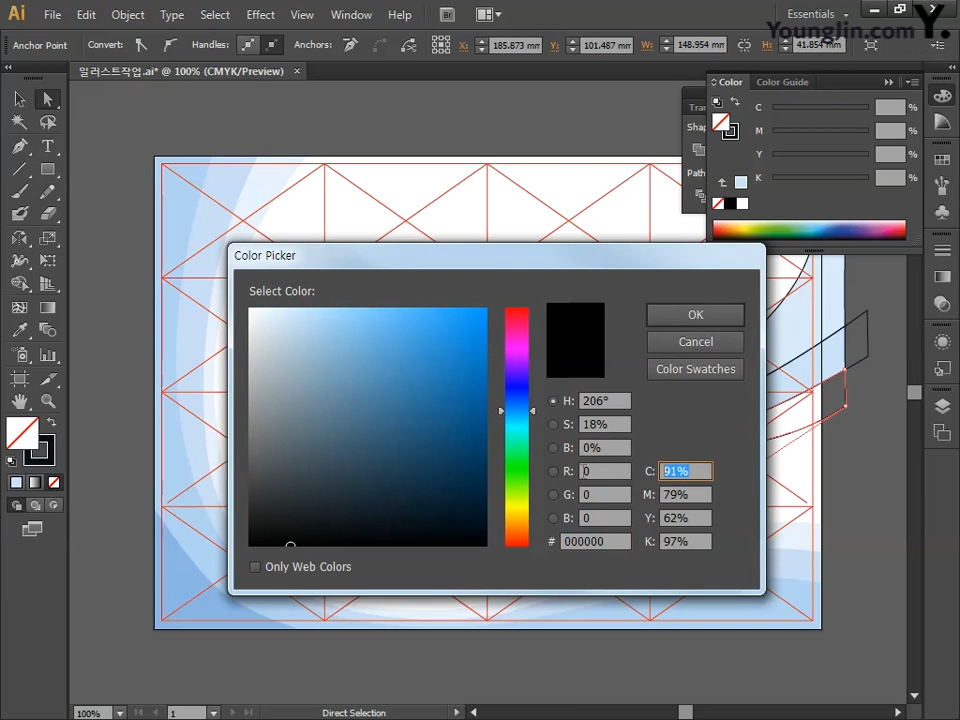 Ai File Edit Object Type Select Effect View Window Help Br Essentials
YoungJin.com Y.
Anchor Point Convert: Handles: Anchors: X: 185.873 mm Y: 101.487 mm W: 148.954 mm H: 41.854 mm
일러스트작업.ai* @ 100% (CMYK/Preview) ×
Color Color Guide
C %
M %
Y %
K %
Color Picker
Select Color:
OK
Cancel
Color Swatches
H: 206°
S: 18%
B: 0%
R: 0 C: 91%
G: 0 M: 79%
B: 0 Y: 62%
# 000000 K: 97%
Only Web Colors
100% 1 Direct Selection